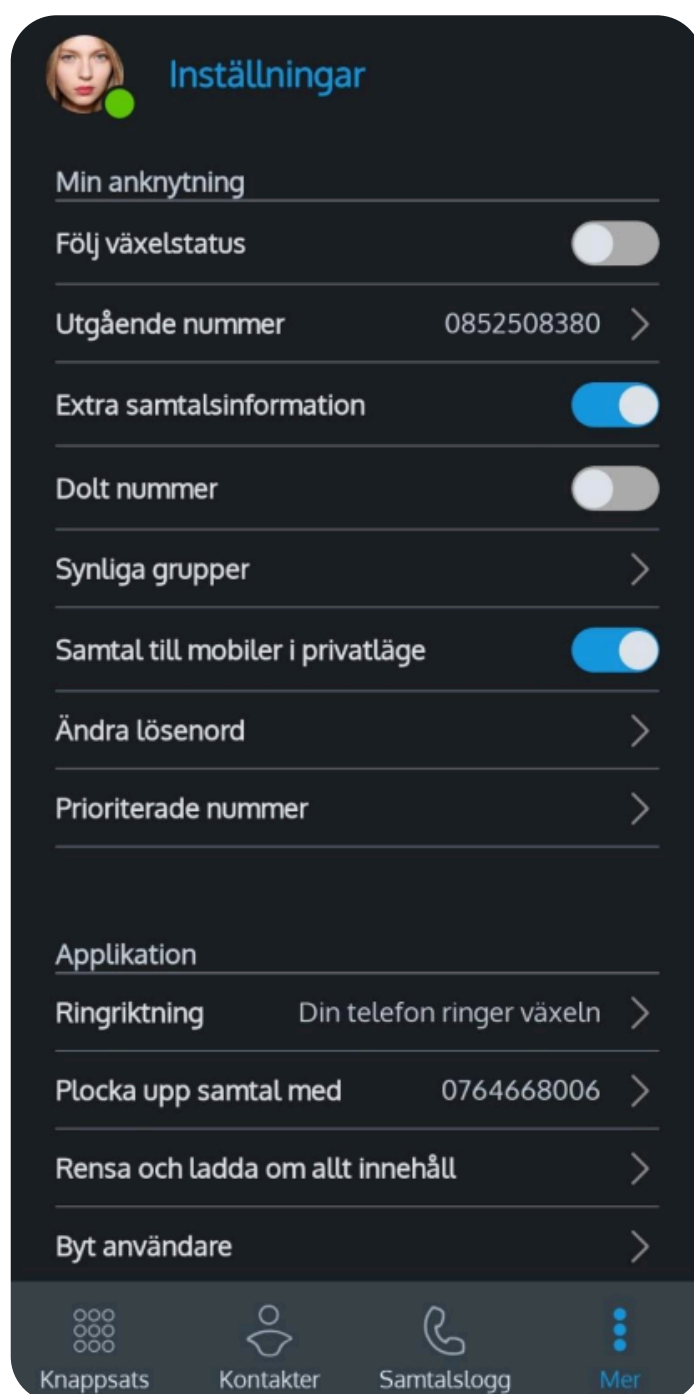 Inställningar
Min anknytning
Följ växelstatus
Utgående nummer 0852508380
Extra samtalsinformation
Dolt nummer
Synliga grupper
Samtal till mobiler i privatläge
Ändra lösenord
Prioriterade nummer
Applikation
Ringriktning Din telefon ringer växeln
Plocka upp samtal med 0764668006
Rensa och ladda om allt innehåll
Byt användare
Knappsats Kontakter Samtalslogg Mer